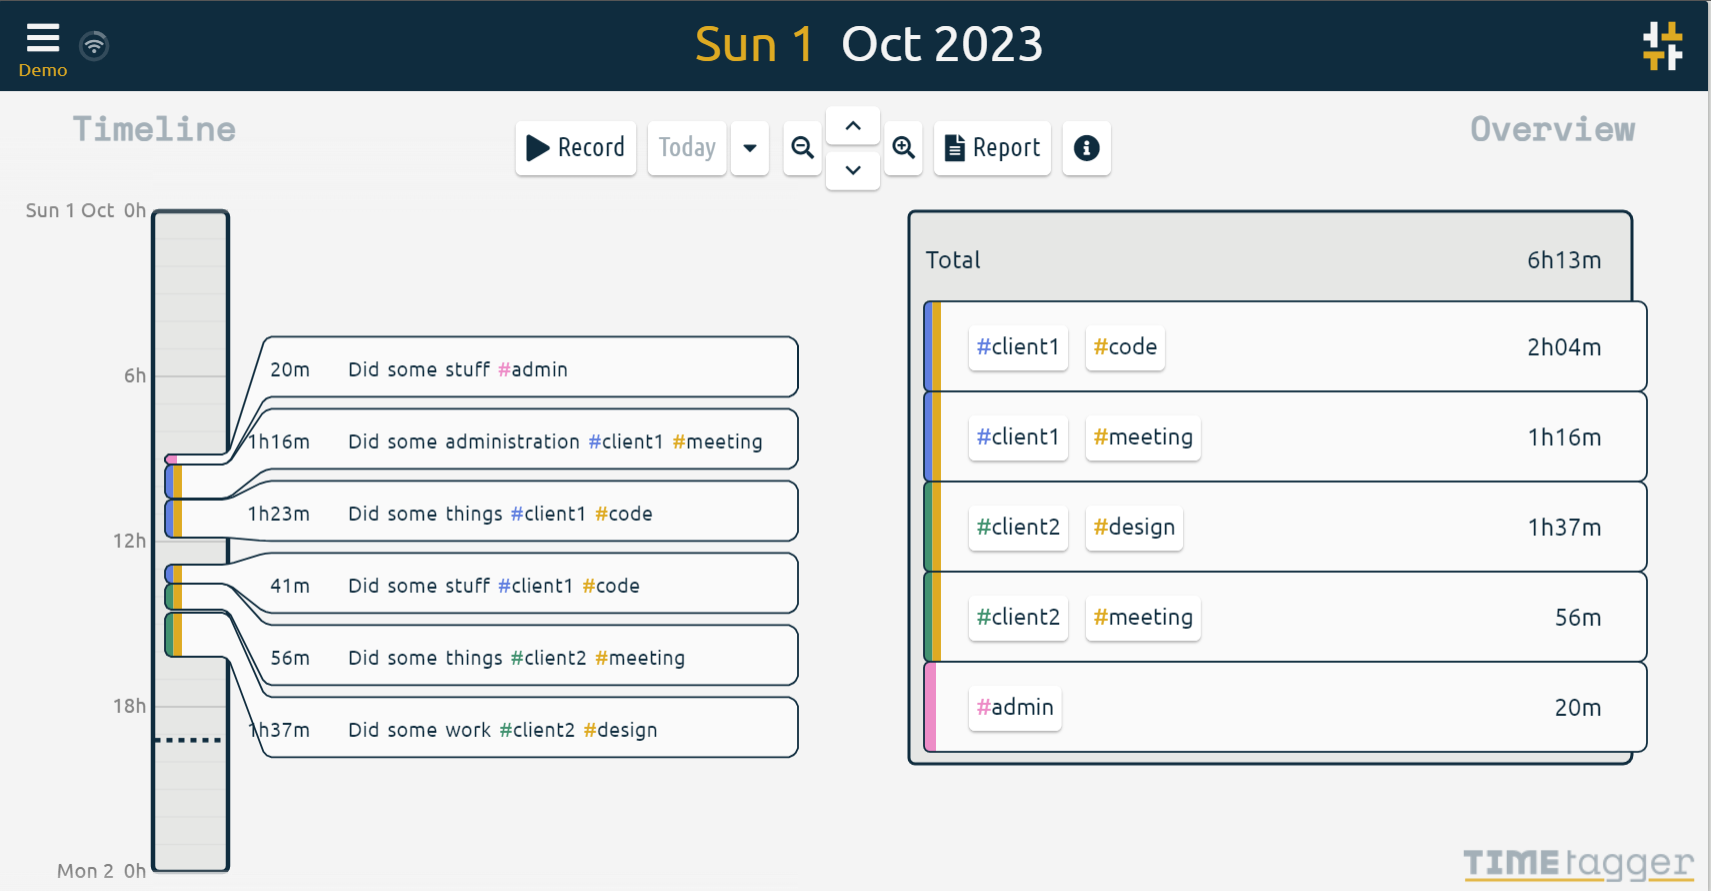 Demo
Sun 1 Oct 2023
Timeline
Record
Today
Report
Overview
Sun 1 Oct 0h
6h
12h
18h
Mon 2 0h
20m Did some stuff #admin
1h16m Did some administration #client1 #meeting
1h23m Did some things #client1 #code
41m Did some stuff #client1 #code
56m Did some things #client2 #meeting
1h37m Did some work #client2 #design
Total 6h13m
#client1 #code 2h04m
#client1 #meeting 1h16m
#client2 #design 1h37m
#client2 #meeting 56m
#admin 20m
TIMEtagger